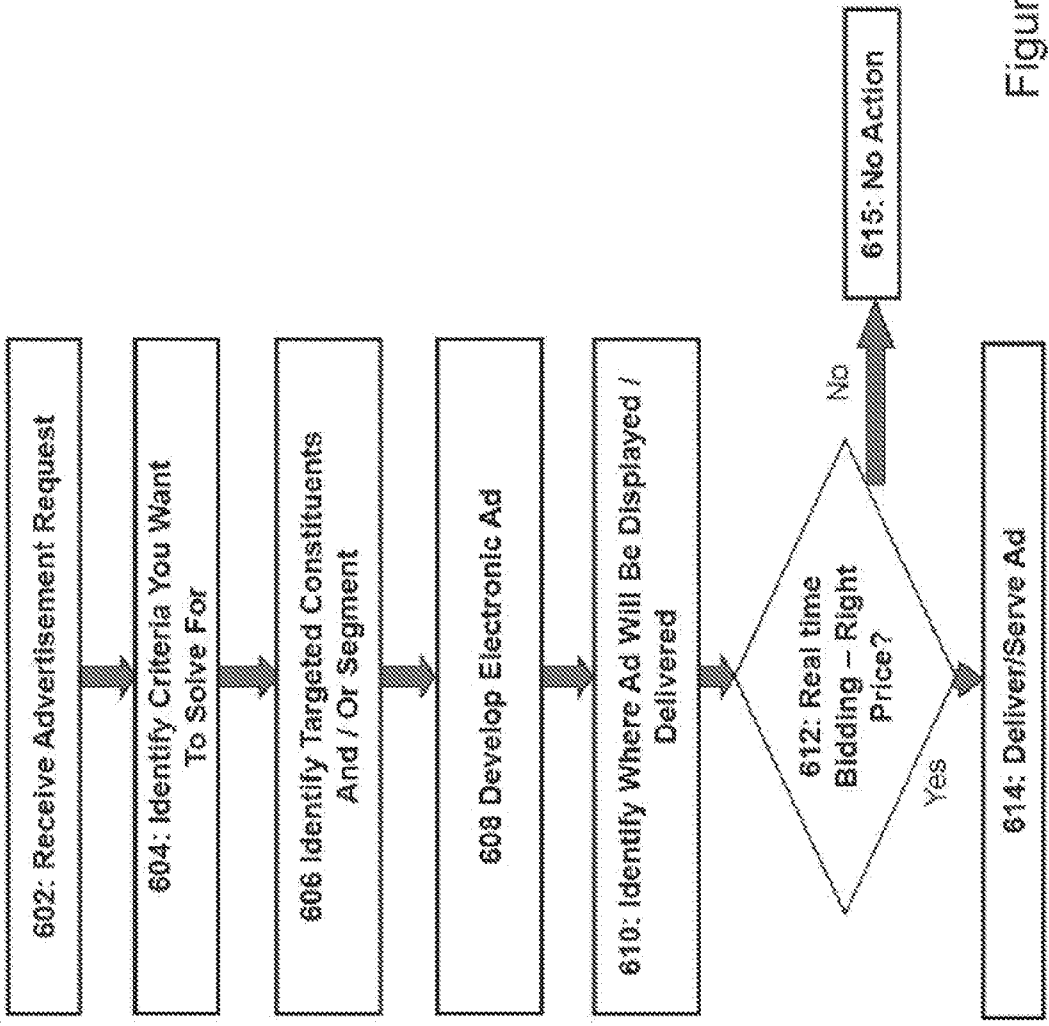 602: Receive Advertisement Request
604: Identify Criteria You Want
To Solve For
606 Identify Targeted Constituents
And / Or Segment
608 Develop Electronic Ad
610: Identify Where Ad Will Be Displayed /
Delivered
612: Real time
Bidding – Right
Price?
No
615: No Action
Yes
614: Deliver/Serve Ad